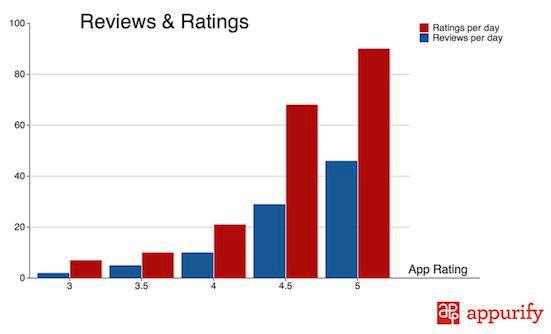 Reviews & Ratings
Ratings per day
Reviews per day
100
80
60
40
20
0
3 3.5 4 4.5 5
App Rating
app appurify